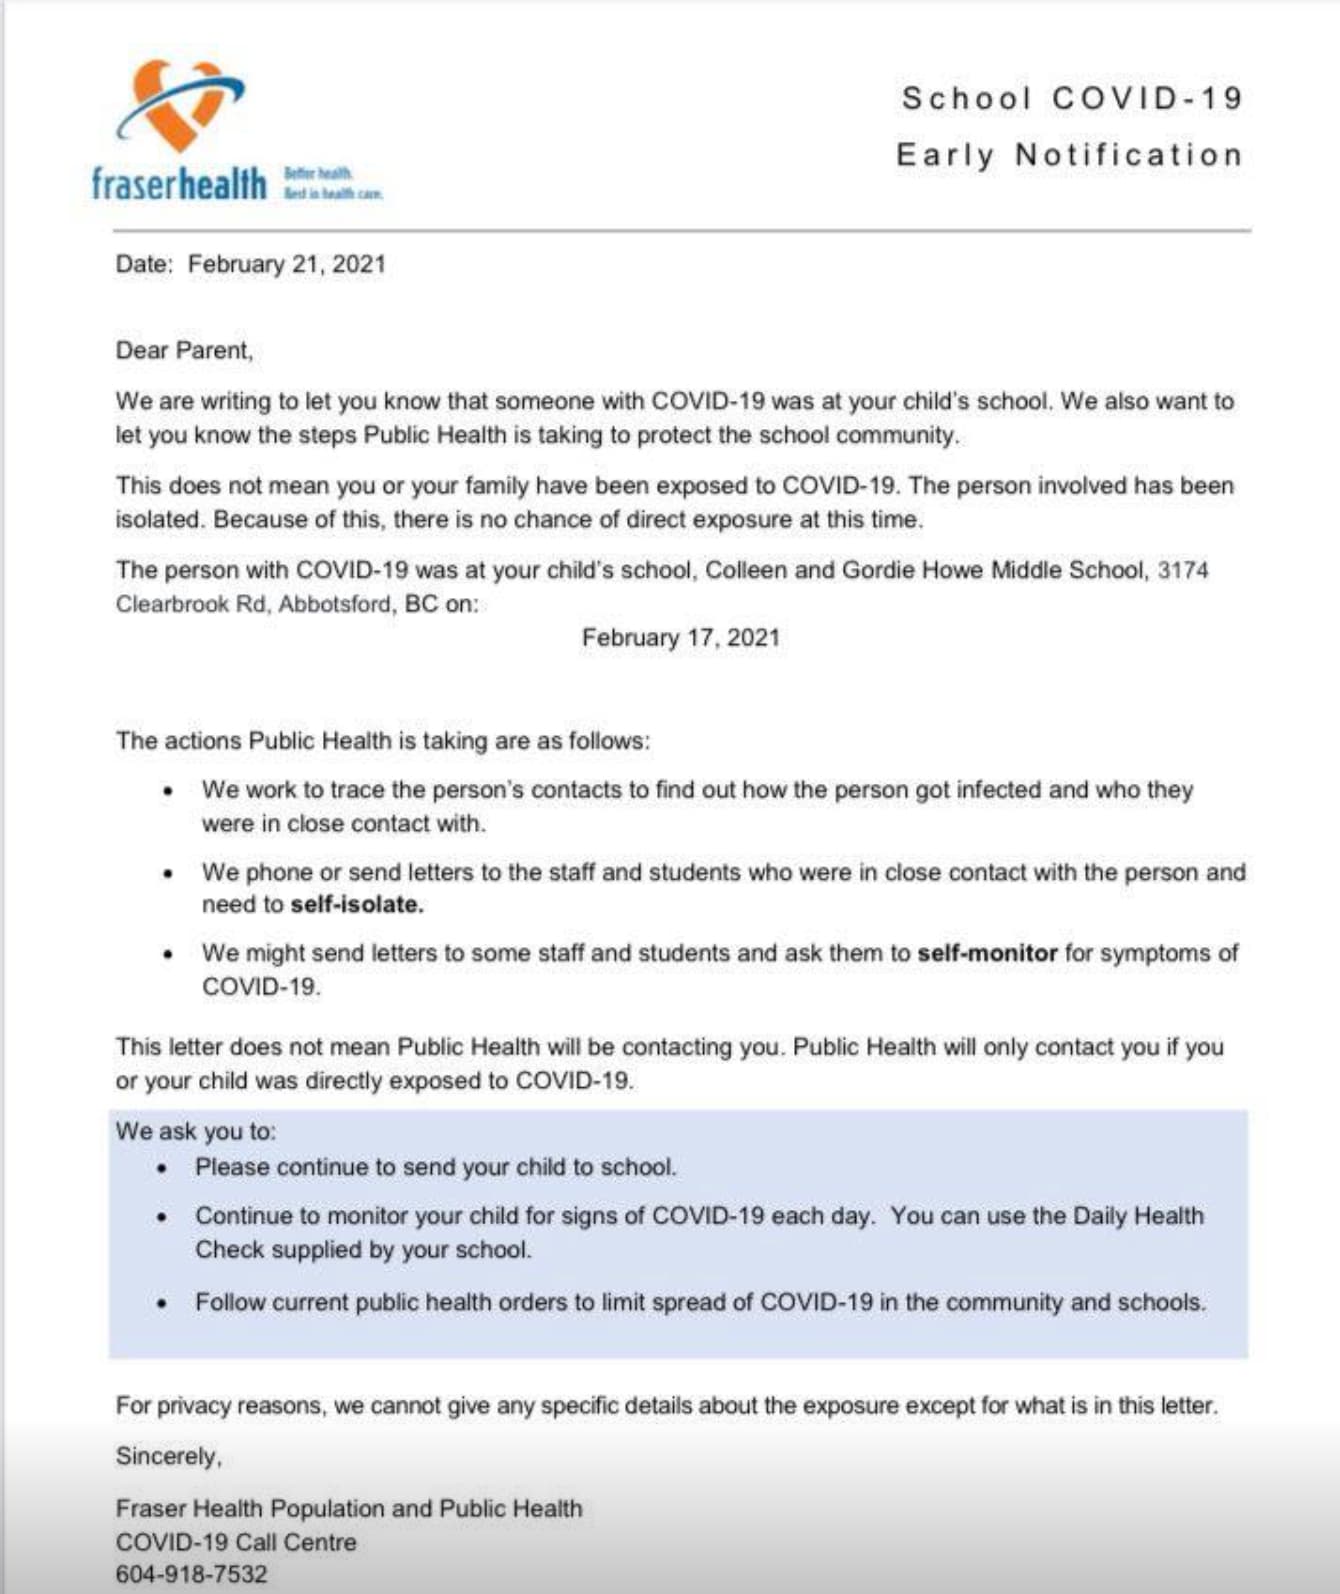 School COVID-19
Early Notification
fraserhealth
Better health.
Best in health care.
Date: February 21, 2021
Dear Parent,
We are writing to let you know that someone with COVID-19 was at your child's school. We also want to
let you know the steps Public Health is taking to protect the school community.
This does not mean you or your family have been exposed to COVID-19. The person involved has been
isolated. Because of this, there is no chance of direct exposure at this time.
The person with COVID-19 was at your child's school, Colleen and Gordie Howe Middle School, 3174
Clearbrook Rd, Abbotsford, BC on:
February 17, 2021
The actions Public Health is taking are as follows:
• We work to trace the person's contacts to find out how the person got infected and who they
were in close contact with.
• We phone or send letters to the staff and students who were in close contact with the person and
need to self-isolate.
• We might send letters to some staff and students and ask them to self-monitor for symptoms of
COVID-19.
This letter does not mean Public Health will be contacting you. Public Health will only contact you if you
or your child was directly exposed to COVID-19.
We ask you to:
• Please continue to send your child to school.
• Continue to monitor your child for signs of COVID-19 each day. You can use the Daily Health
Check supplied by your school.
• Follow current public health orders to limit spread of COVID-19 in the community and schools.
For privacy reasons, we cannot give any specific details about the exposure except for what is in this letter.
Sincerely,
Fraser Health Population and Public Health
COVID-19 Call Centre
604-918-7532